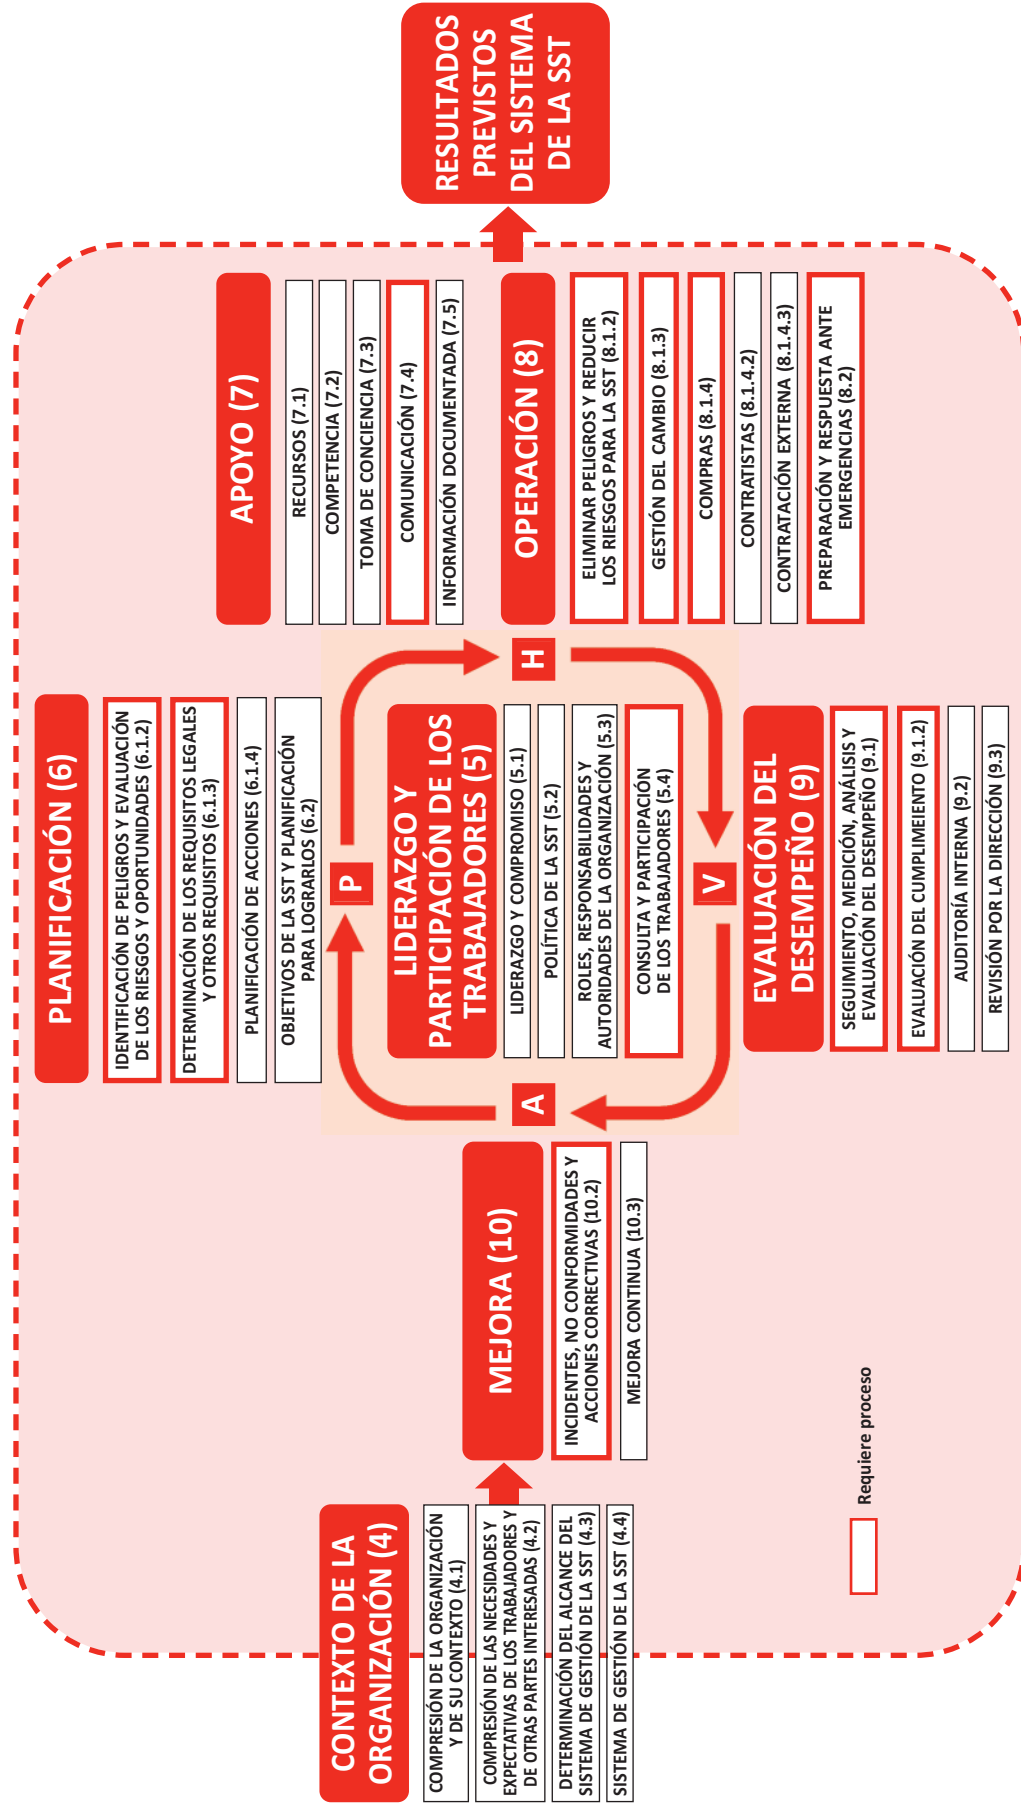 CONTEXTO DE LA
ORGANIZACIÓN (4)
COMPRESIÓN DE LA ORGANIZACIÓN
Y DE SU CONTEXTO (4.1)
COMPRESIÓN DE LAS NECESIDADES Y
EXPECTATIVAS DE LOS TRABAJADORES Y
DE OTRAS PARTES INTERESADAS (4.2)
DETERMINACIÓN DEL ALCANCE DEL
SISTEMA DE GESTIÓN DE LA SST (4.3)
SISTEMA DE GESTIÓN DE LA SST (4.4)
MEJORA (10)
INCIDENTES, NO CONFORMIDADES Y
ACCIONES CORRECTIVAS (10.2)
MEJORA CONTINUA (10.3)
PLANIFICACIÓN (6)
IDENTIFICACIÓN DE PELIGROS Y EVALUACIÓN
DE LOS RIESGOS Y OPORTUNIDADES (6.1.2)
DETERMINACIÓN DE LOS REQUISITOS LEGALES
Y OTROS REQUISITOS (6.1.3)
PLANIFICACIÓN DE ACCIONES (6.1.4)
OBJETIVOS DE LA SST Y PLANIFICACIÓN
PARA LOGRARLOS (6.2)
P
A
H
V
LIDERAZGO Y
PARTICIPACIÓN DE LOS
TRABAJADORES (5)
LIDERAZGO Y COMPROMISO (5.1)
POLÍTICA DE LA SST (5.2)
ROLES, RESPONSABILIDADES Y
AUTORIDADES DE LA ORGANIZACIÓN (5.3)
CONSULTA Y PARTICIPACIÓN
DE LOS TRABAJADORES (5.4)
EVALUACIÓN DEL
DESEMPEÑO (9)
SEGUIMIENTO, MEDICIÓN, ANÁLISIS Y
EVALUACIÓN DEL DESEMPEÑO (9.1)
EVALUACIÓN DEL CUMPLIMIENTO (9.1.2)
AUDITORÍA INTERNA (9.2)
REVISIÓN POR LA DIRECCIÓN (9.3)
APOYO (7)
RECURSOS (7.1)
COMPETENCIA (7.2)
TOMA DE CONCIENCIA (7.3)
COMUNICACIÓN (7.4)
INFORMACIÓN DOCUMENTADA (7.5)
OPERACIÓN (8)
ELIMINAR PELIGROS Y REDUCIR
LOS RIESGOS PARA LA SST (8.1.2)
GESTIÓN DEL CAMBIO (8.1.3)
COMPRAS (8.1.4)
CONTRATISTAS (8.1.4.2)
CONTRATACIÓN EXTERNA (8.1.4.3)
PREPARACIÓN Y RESPUESTA ANTE
EMERGENCIAS (8.2)
RESULTADOS
PREVISTOS
DEL SISTEMA
DE LA SST
Requiere proceso